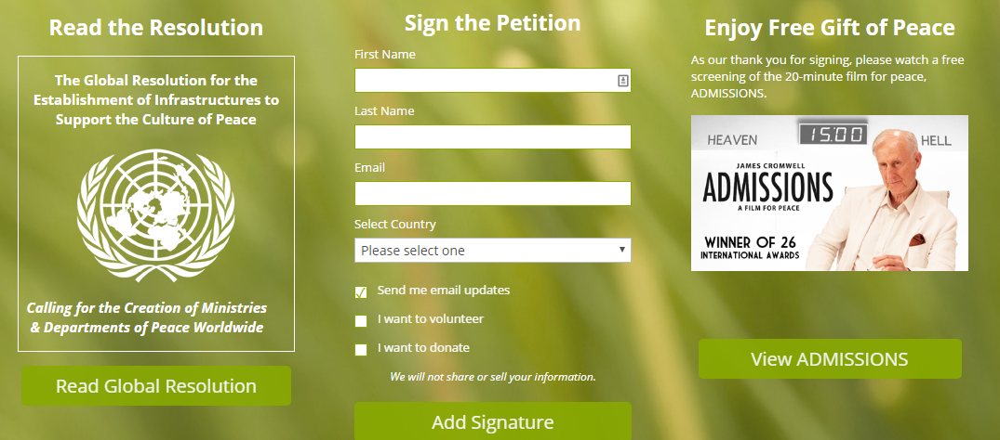 Read the Resolution
The Global Resolution for the
Establishment of Infrastructures to
Support the Culture of Peace
Calling for the Creation of Ministries
& Departments of Peace Worldwide
Read Global Resolution
Sign the Petition
First Name
Last Name
Email
Select Country
Please select one
Send me email updates
I want to volunteer
I want to donate
We will not share or sell your information.
Add Signature
Enjoy Free Gift of Peace
As our thank you for signing, please watch a free
screening of the 20-minute film for peace,
ADMISSIONS.
HEAVEN
15:00
HELL
JAMES CROMWELL
ADMISSIONS
A FILM FOR PEACE
WINNER OF 26
INTERNATIONAL AWARDS
View ADMISSIONS